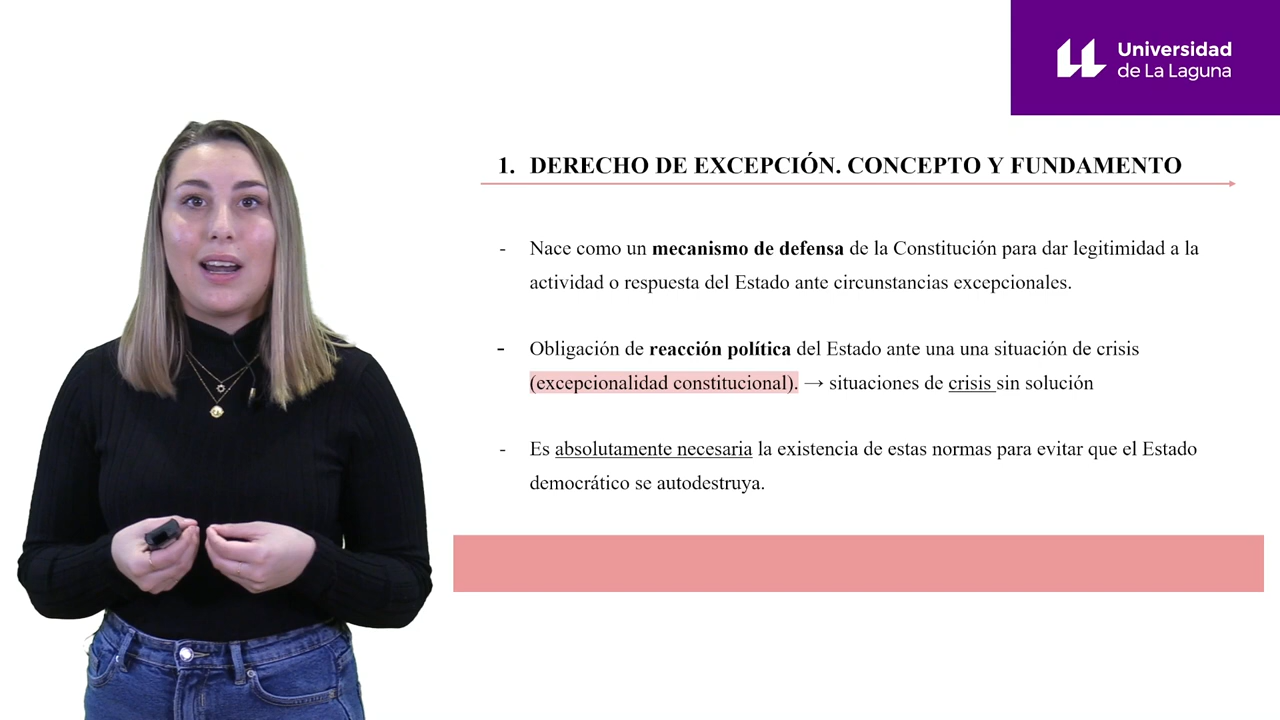 Universidad
de La Laguna
1. DERECHO DE EXCEPCIÓN. CONCEPTO Y FUNDAMENTO
- Nace como un mecanismo de defensa de la Constitución para dar legitimidad a la
actividad o respuesta del Estado ante circunstancias excepcionales.
- Obligación de reacción política del Estado ante una una situación de crisis
(excepcionalidad constitucional). → situaciones de crisis sin solución
- Es absolutamente necesaria la existencia de estas normas para evitar que el Estado
democrático se autodestruya.